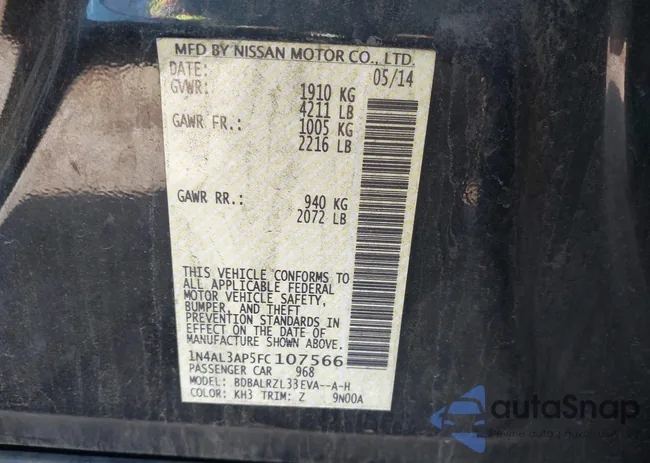 MFD BY NISSAN MOTOR CO., LTD.
DATE: 05/14
GVWR: 1910 KG
4211 LB
GAWR FR.: 1005 KG
2216 LB
GAWR RR.: 940 KG
2072 LB
THIS VEHICLE CONFORMS TO
ALL APPLICABLE FEDERAL
MOTOR VEHICLE SAFETY,
BUMPER, AND THEFT
PREVENTION STANDARDS IN
EFFECT ON THE DATE OF
MANUFACTURE SHOWN ABOVE.
1N4AL3AP5FC107566
PASSENGER CAR 968
MODEL: BDBALRZL33EVA--A-H
COLOR: KH3 TRIM: Z 9N00A
autoSnap
Pewne auto z